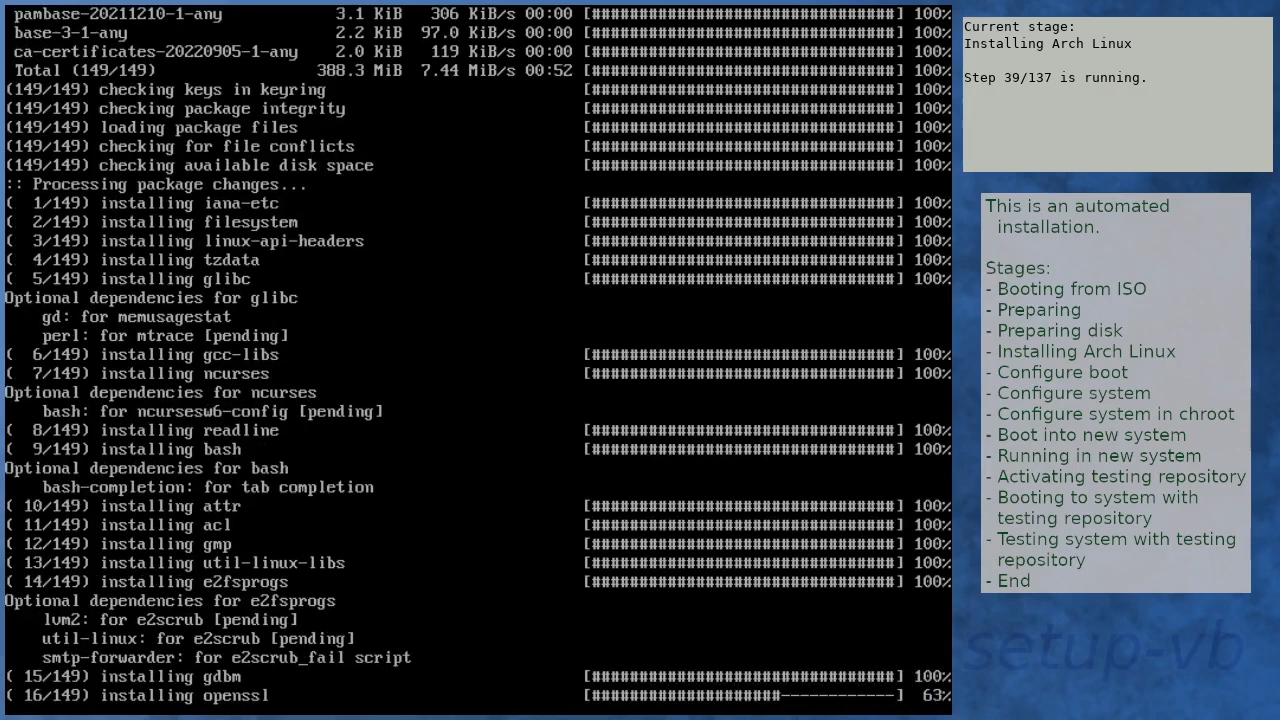 pambase-20211210-1-any 3.1 KiB 306 KiB/s 00:00 [################################] 100%
base-3-1-any 2.2 KiB 97.0 KiB/s 00:00 [################################] 100%
ca-certificates-20220905-1-any 2.0 KiB 119 KiB/s 00:00 [################################] 100%
Total (149/149) 388.3 MiB 7.44 MiB/s 00:52 [################################] 100%
(149/149) checking keys in keyring [################################] 100%
(149/149) checking package integrity [################################] 100%
(149/149) loading package files [################################] 100%
(149/149) checking for file conflicts [################################] 100%
(149/149) checking available disk space [################################] 100%
:: Processing package changes...
(  1/149) installing iana-etc [################################] 100%
(  2/149) installing filesystem [################################] 100%
(  3/149) installing linux-api-headers [################################] 100%
(  4/149) installing tzdata [################################] 100%
(  5/149) installing glibc [################################] 100%
Optional dependencies for glibc
gd: for memusagestat
perl: for mtrace [pending]
(  6/149) installing gcc-libs [################################] 100%
(  7/149) installing ncurses [################################] 100%
Optional dependencies for ncurses
bash: for ncursesw6-config [pending]
(  8/149) installing readline [################################] 100%
(  9/149) installing bash [################################] 100%
Optional dependencies for bash
bash-completion: for tab completion
( 10/149) installing attr [################################] 100%
( 11/149) installing acl [################################] 100%
( 12/149) installing gmp [################################] 100%
( 13/149) installing util-linux-libs [################################] 100%
( 14/149) installing e2fsprogs [################################] 100%
Optional dependencies for e2fsprogs
lvm2: for e2scrub [pending]
util-linux: for e2scrub [pending]
smtp-forwarder: for e2scrub_fail script
( 15/149) installing gdbm [################################] 100%
( 16/149) installing openssl [####################------------] 63%
Current stage:
Installing Arch Linux
Step 39/137 is running.
This is an automated
installation.
Stages:
- Booting from ISO
- Preparing
- Preparing disk
- Installing Arch Linux
- Configure boot
- Configure system
- Configure system in chroot
- Boot into new system
- Running in new system
- Activating testing repository
- Booting to system with
testing repository
- Testing system with testing
repository
- End
setup-vb